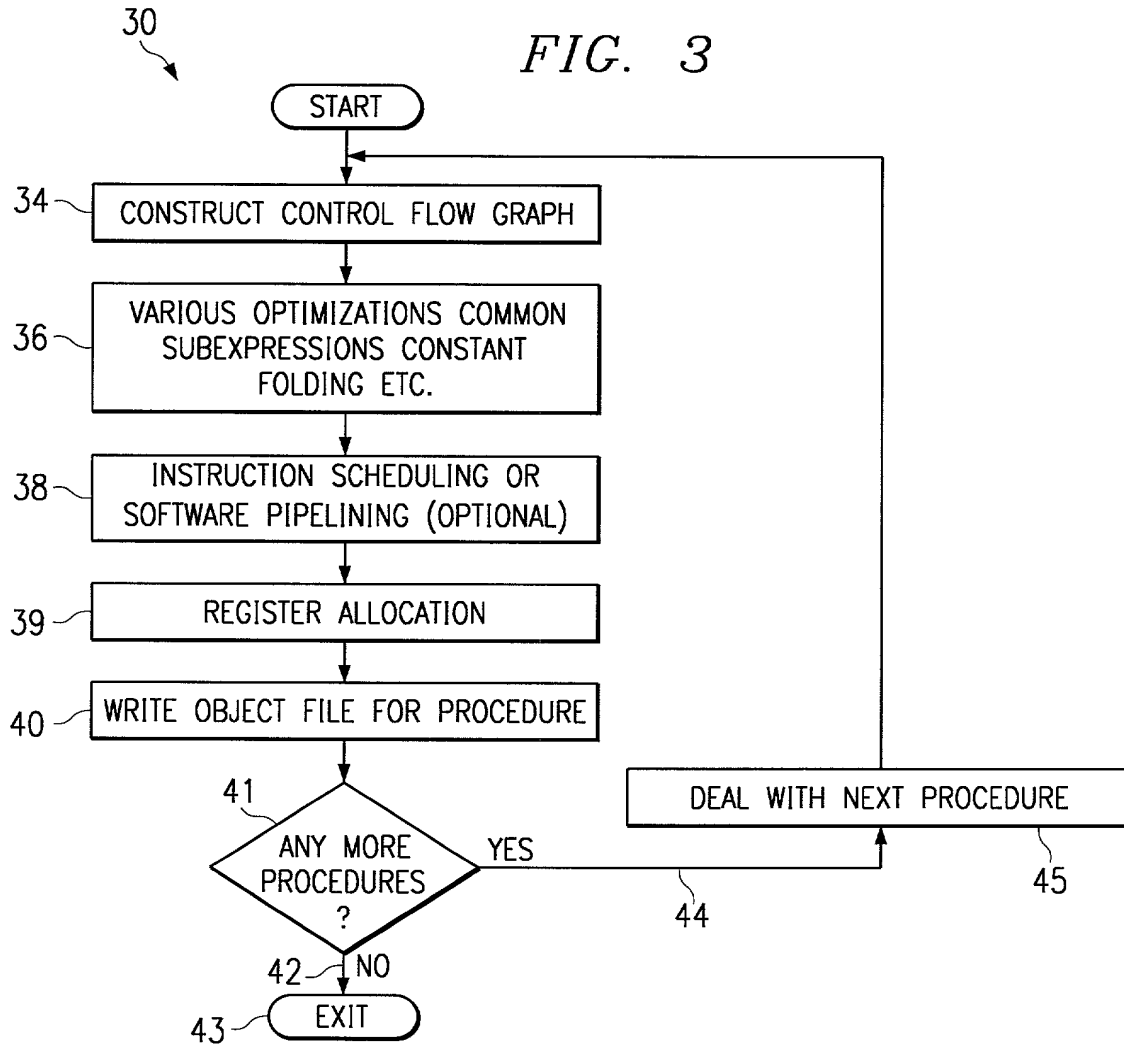 30
FIG. 3
START
34
CONSTRUCT CONTROL FLOW GRAPH
36
VARIOUS OPTIMIZATIONS COMMON
SUBEXPRESSIONS CONSTANT
FOLDING ETC.
38
INSTRUCTION SCHEDULING OR
SOFTWARE PIPELINING (OPTIONAL)
39
REGISTER ALLOCATION
40
WRITE OBJECT FILE FOR PROCEDURE
41
ANY MORE
PROCEDURES
?
YES
44
DEAL WITH NEXT PROCEDURE
45
42
NO
43
EXIT